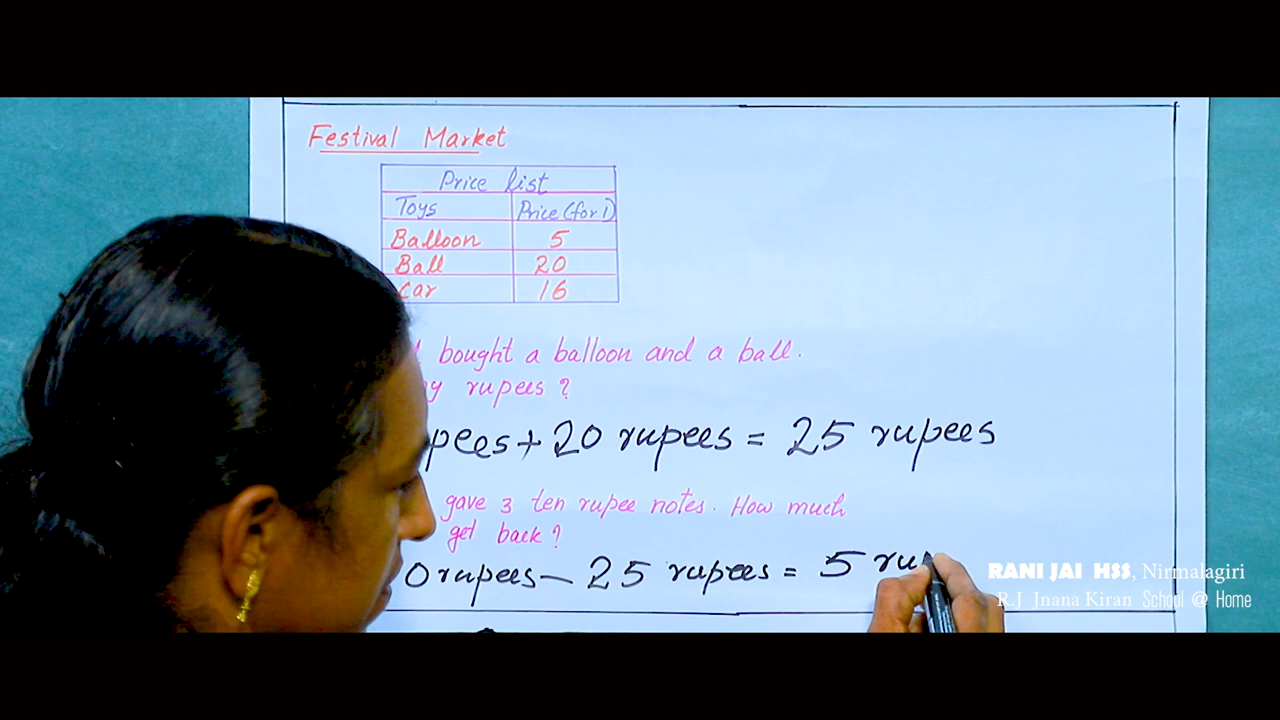 Festival Market
Price list
Toys Price (for 1)
Balloon 5
Ball 20
Car 16
bought a balloon and a ball.
rupees ?
+ 20 rupees = 25 rupees
gave 3 ten rupee notes. How much
get back ?
rupees – 25 rupees = 5 ru
RANI JAI HSS, Nirmalagiri
R.J Jnana Kiran School @ Home